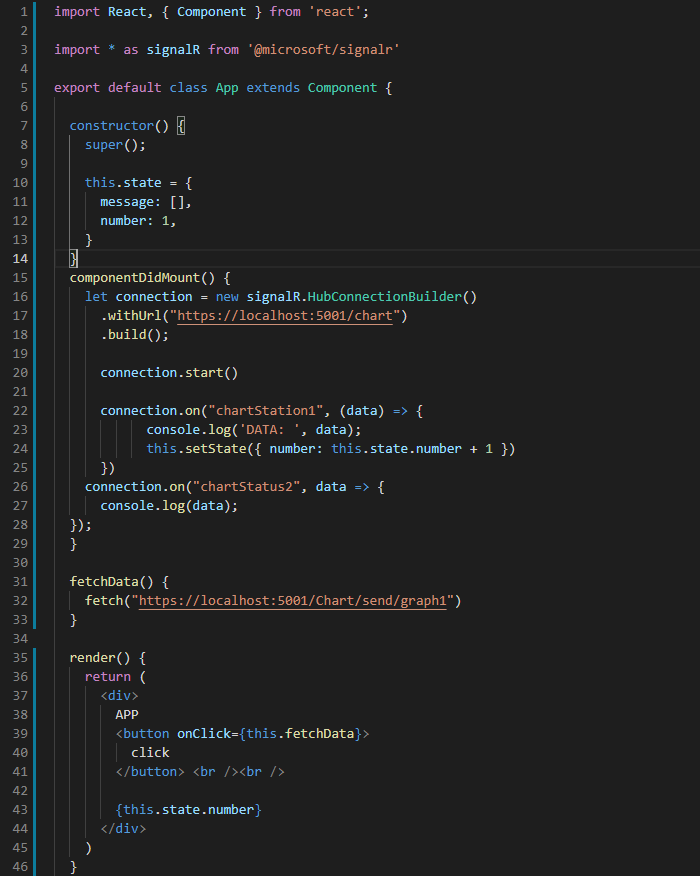 1 import React, { Component } from 'react';
2
3 import * as signalR from '@microsoft/signalr'
4
5 export default class App extends Component {
6
7 constructor() {
8 super();
9
10 this.state = {
11 message: [],
12 number: 1,
13 }
14 }
15 componentDidMount() {
16 let connection = new signalR.HubConnectionBuilder()
17 .withUrl("https://localhost:5001/chart")
18 .build();
19
20 connection.start()
21
22 connection.on("chartStation1", (data) => {
23 console.log('DATA: ', data);
24 this.setState({ number: this.state.number + 1 })
25 })
26 connection.on("chartStatus2", data => {
27 console.log(data);
28 });
29 }
30
31 fetchData() {
32 fetch("https://localhost:5001/Chart/send/graph1")
33 }
34
35 render() {
36 return (
37 <div>
38 APP
39 <button onClick={this.fetchData}>
40 click
41 </button> <br /><br />
42
43 {this.state.number}
44 </div>
45 )
46 }